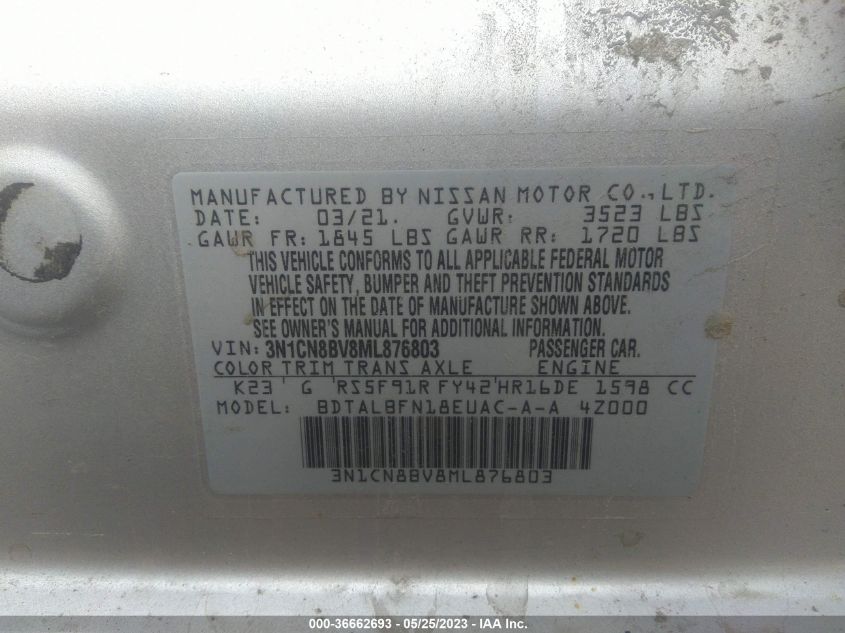 MANUFACTURED BY NISSAN MOTOR CO., LTD.
DATE: 03/21. GVWR: 3523 LBS
GAWR FR: 1845 LBS GAWR RR: 1720 LBS
THIS VEHICLE CONFORMS TO ALL APPLICABLE FEDERAL MOTOR
VEHICLE SAFETY, BUMPER AND THEFT PREVENTION STANDARDS
IN EFFECT ON THE DATE OF MANUFACTURE SHOWN ABOVE.
SEE OWNER'S MANUAL FOR ADDITIONAL INFORMATION.
VIN: 3N1CN8BV8ML876803 PASSENGER CAR.
COLOR TRIM TRANS AXLE ENGINE
K23 ' G 'RS5F91R FY42'HR16DE 1598 CC
MODEL: BDTALBFN18EUAC-A-A 4Z000
3N1CN8BV8ML876803
000-36662693 - 05/25/2023 - IAA Inc.